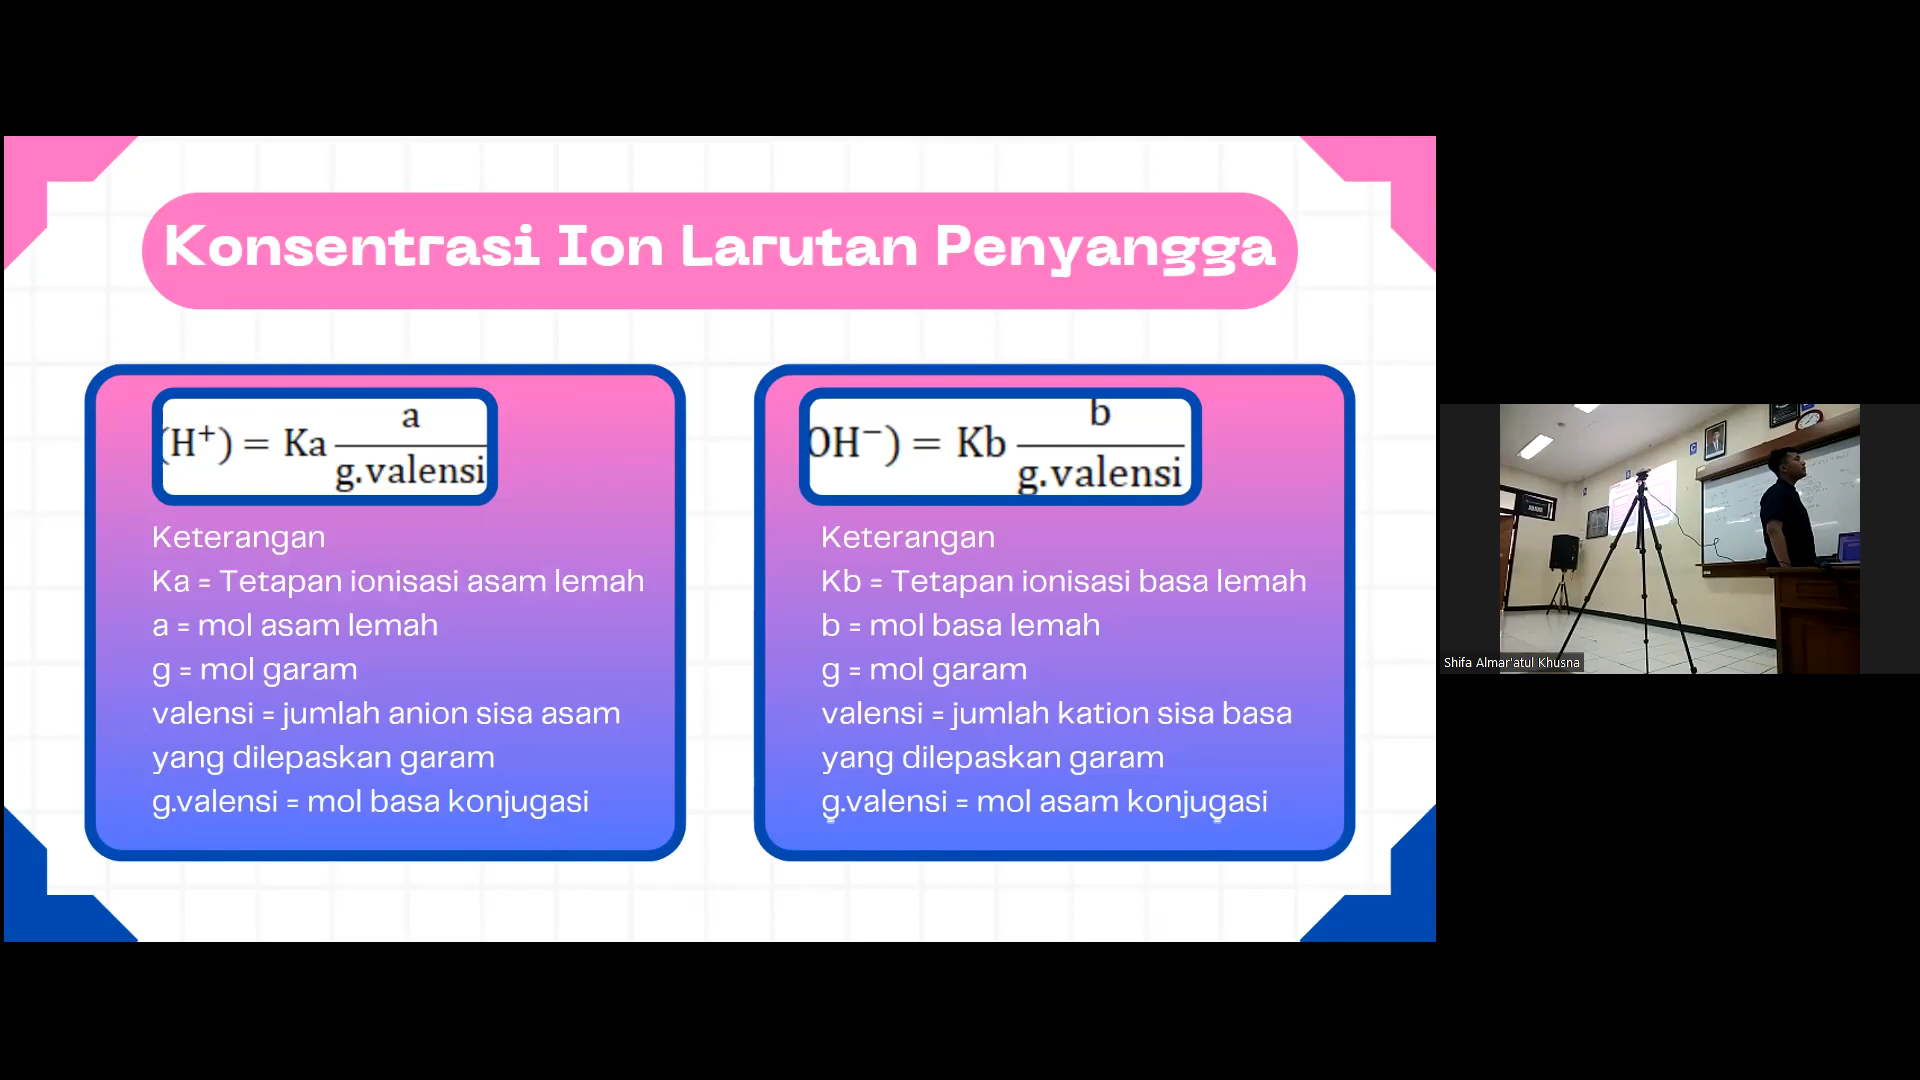 Konsentrasi Ion Larutan Penyangga
(H⁺) = Ka a/g.valensi
Keterangan
Ka = Tetapan ionisasi asam lemah
a = mol asam lemah
g = mol garam
valensi = jumlah anion sisa asam
yang dilepaskan garam
g.valensi = mol basa konjugasi
OH⁻) = Kb b/g.valensi
Keterangan
Kb = Tetapan ionisasi basa lemah
b = mol basa lemah
g = mol garam
valensi = jumlah kation sisa basa
yang dilepaskan garam
g.valensi = mol asam konjugasi
Shifa Almar'atul Khusna